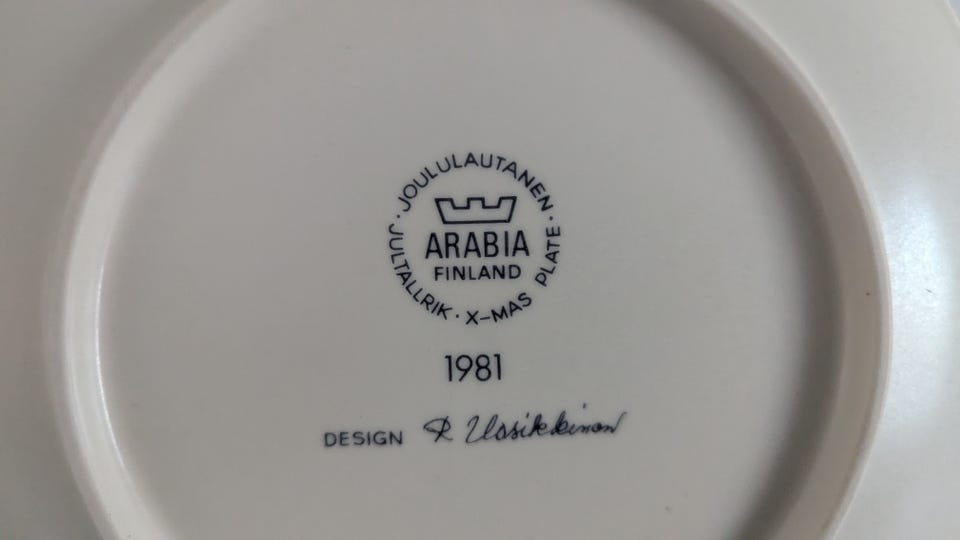 JOULULAUTANEN · X-MAS PLATE · JULTALLRIK ·
ARABIA
FINLAND
1981
DESIGN R Uosikkinen